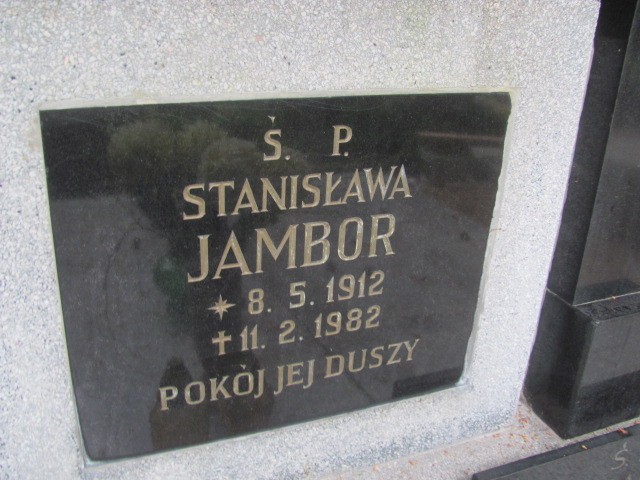 Ś. P.
STANISŁAWA
JAMBOR
* 8. 5. 1912
✝ 11. 2. 1982
POKÓJ JEJ DUSZY
Ś.